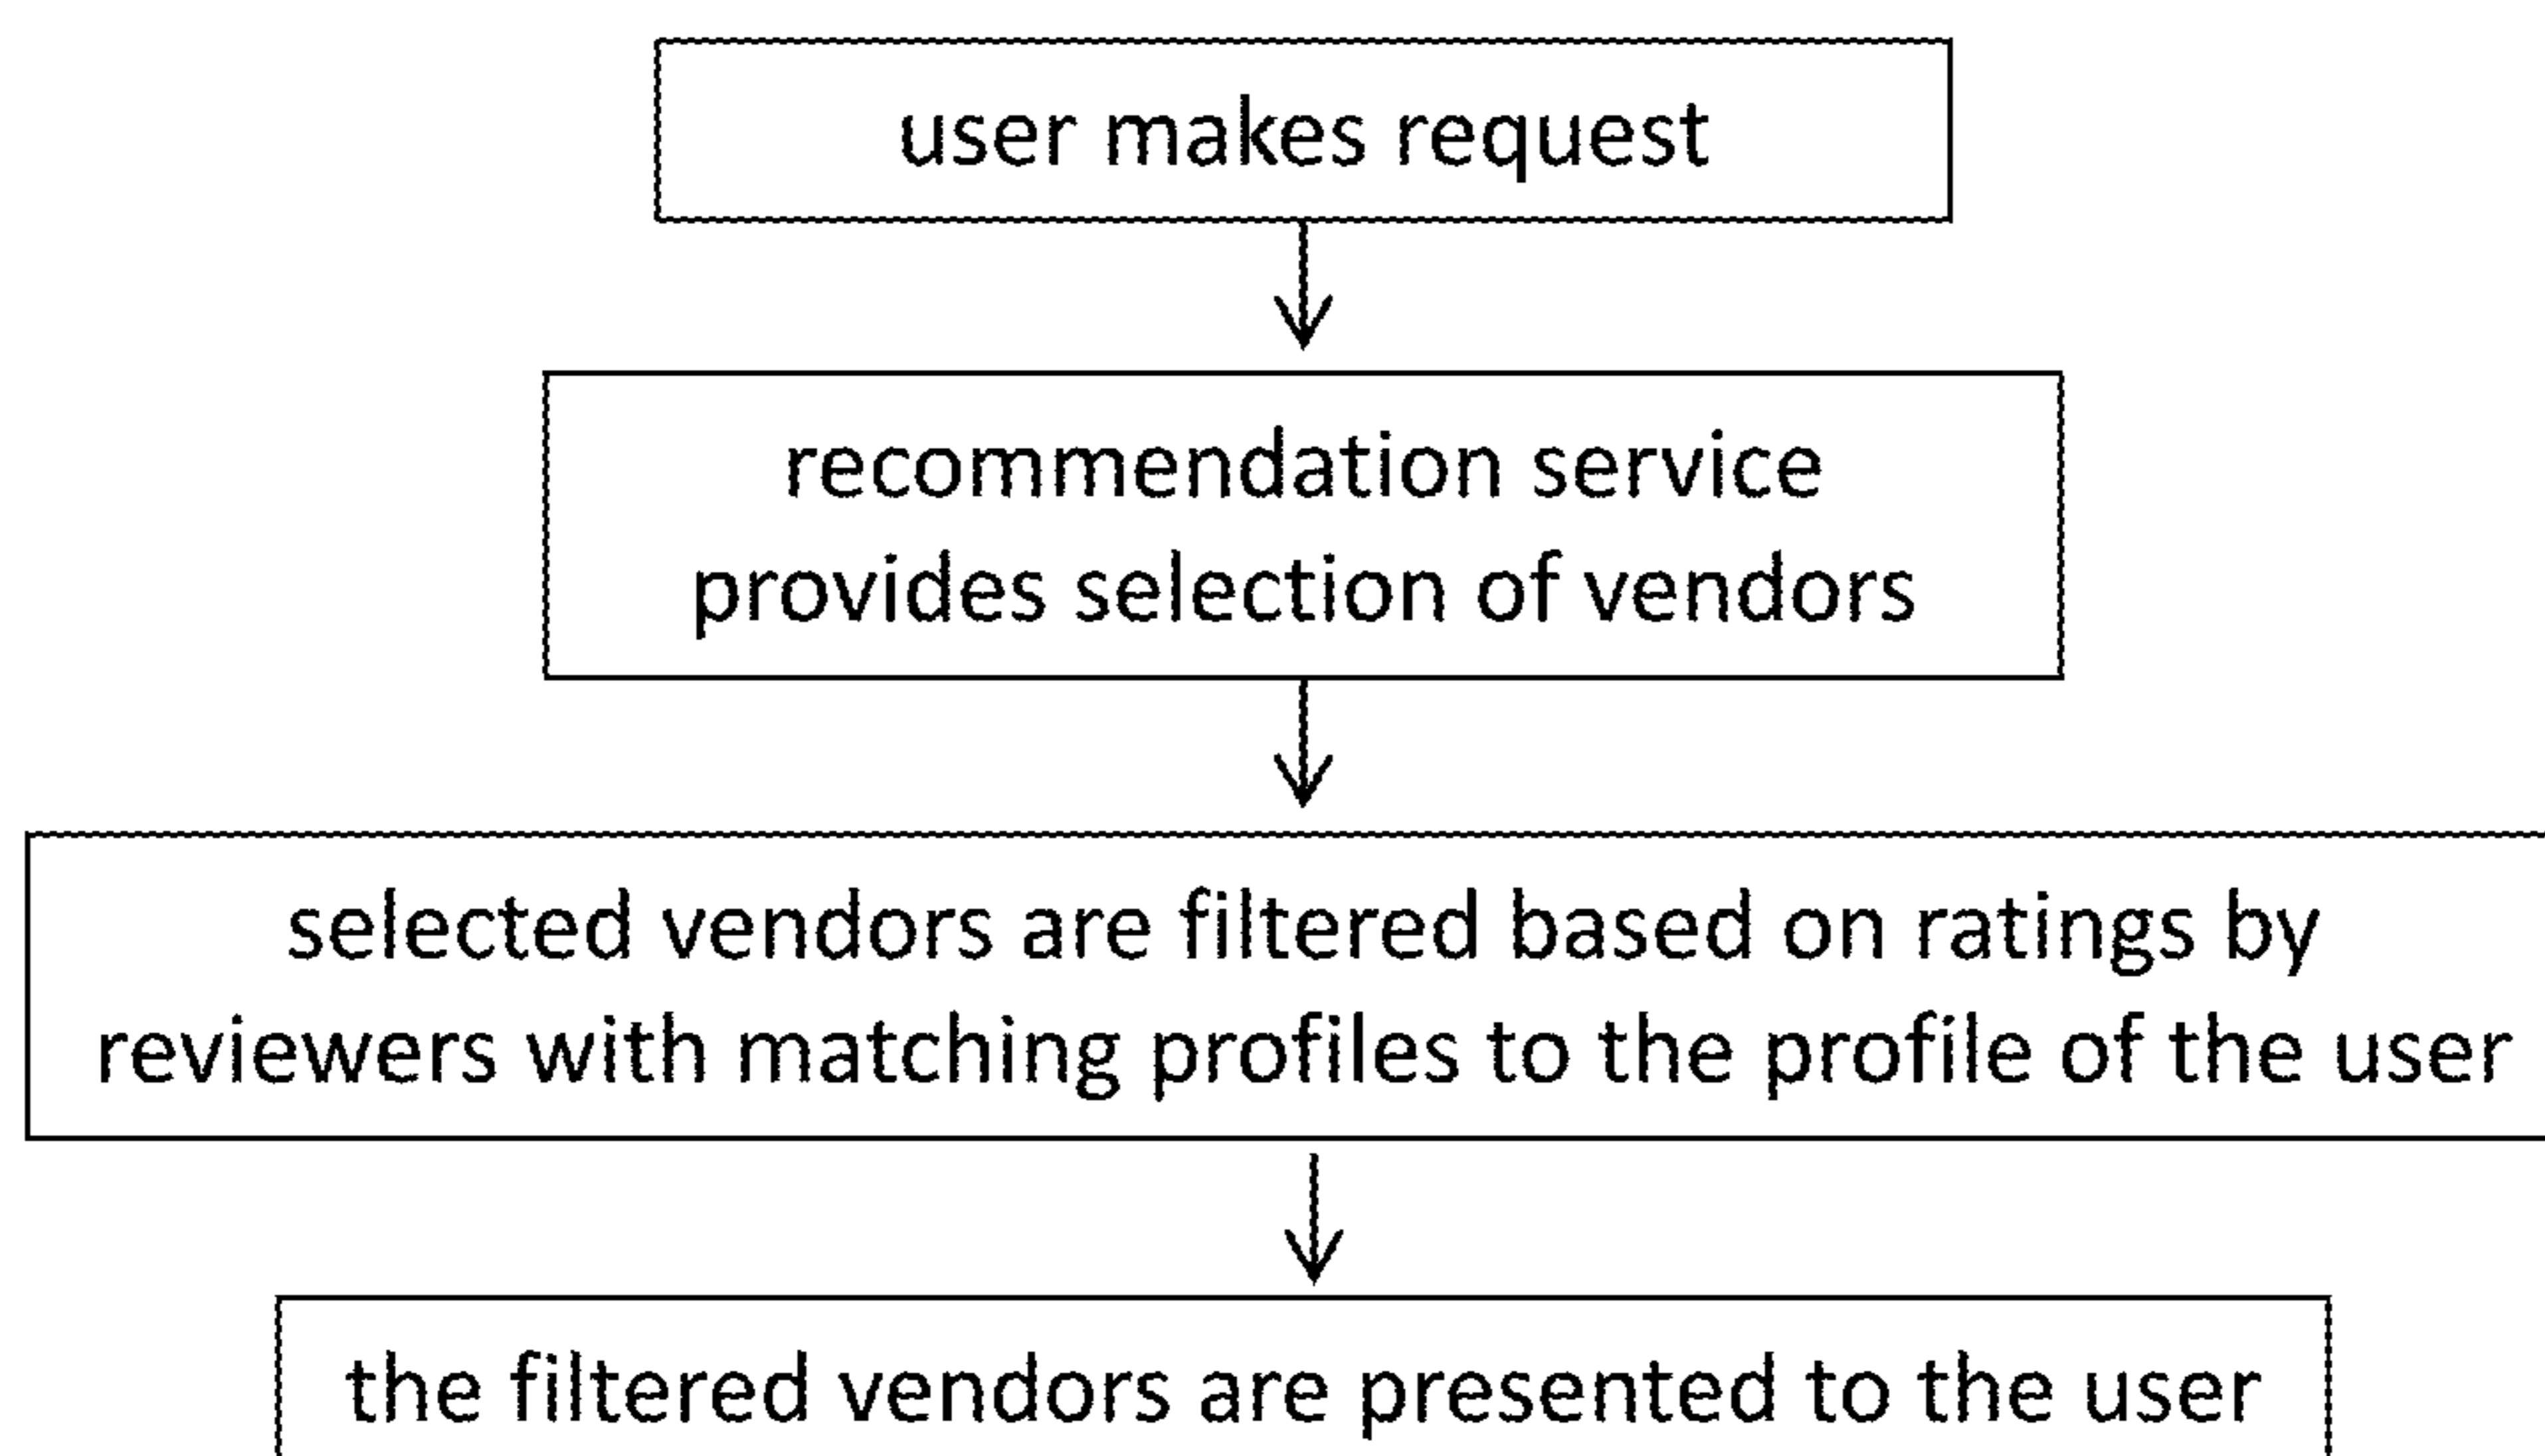 user makes request
recommendation service
provides selection of vendors
selected vendors are filtered based on ratings by
reviewers with matching profiles to the profile of the user
the filtered vendors are presented to the user